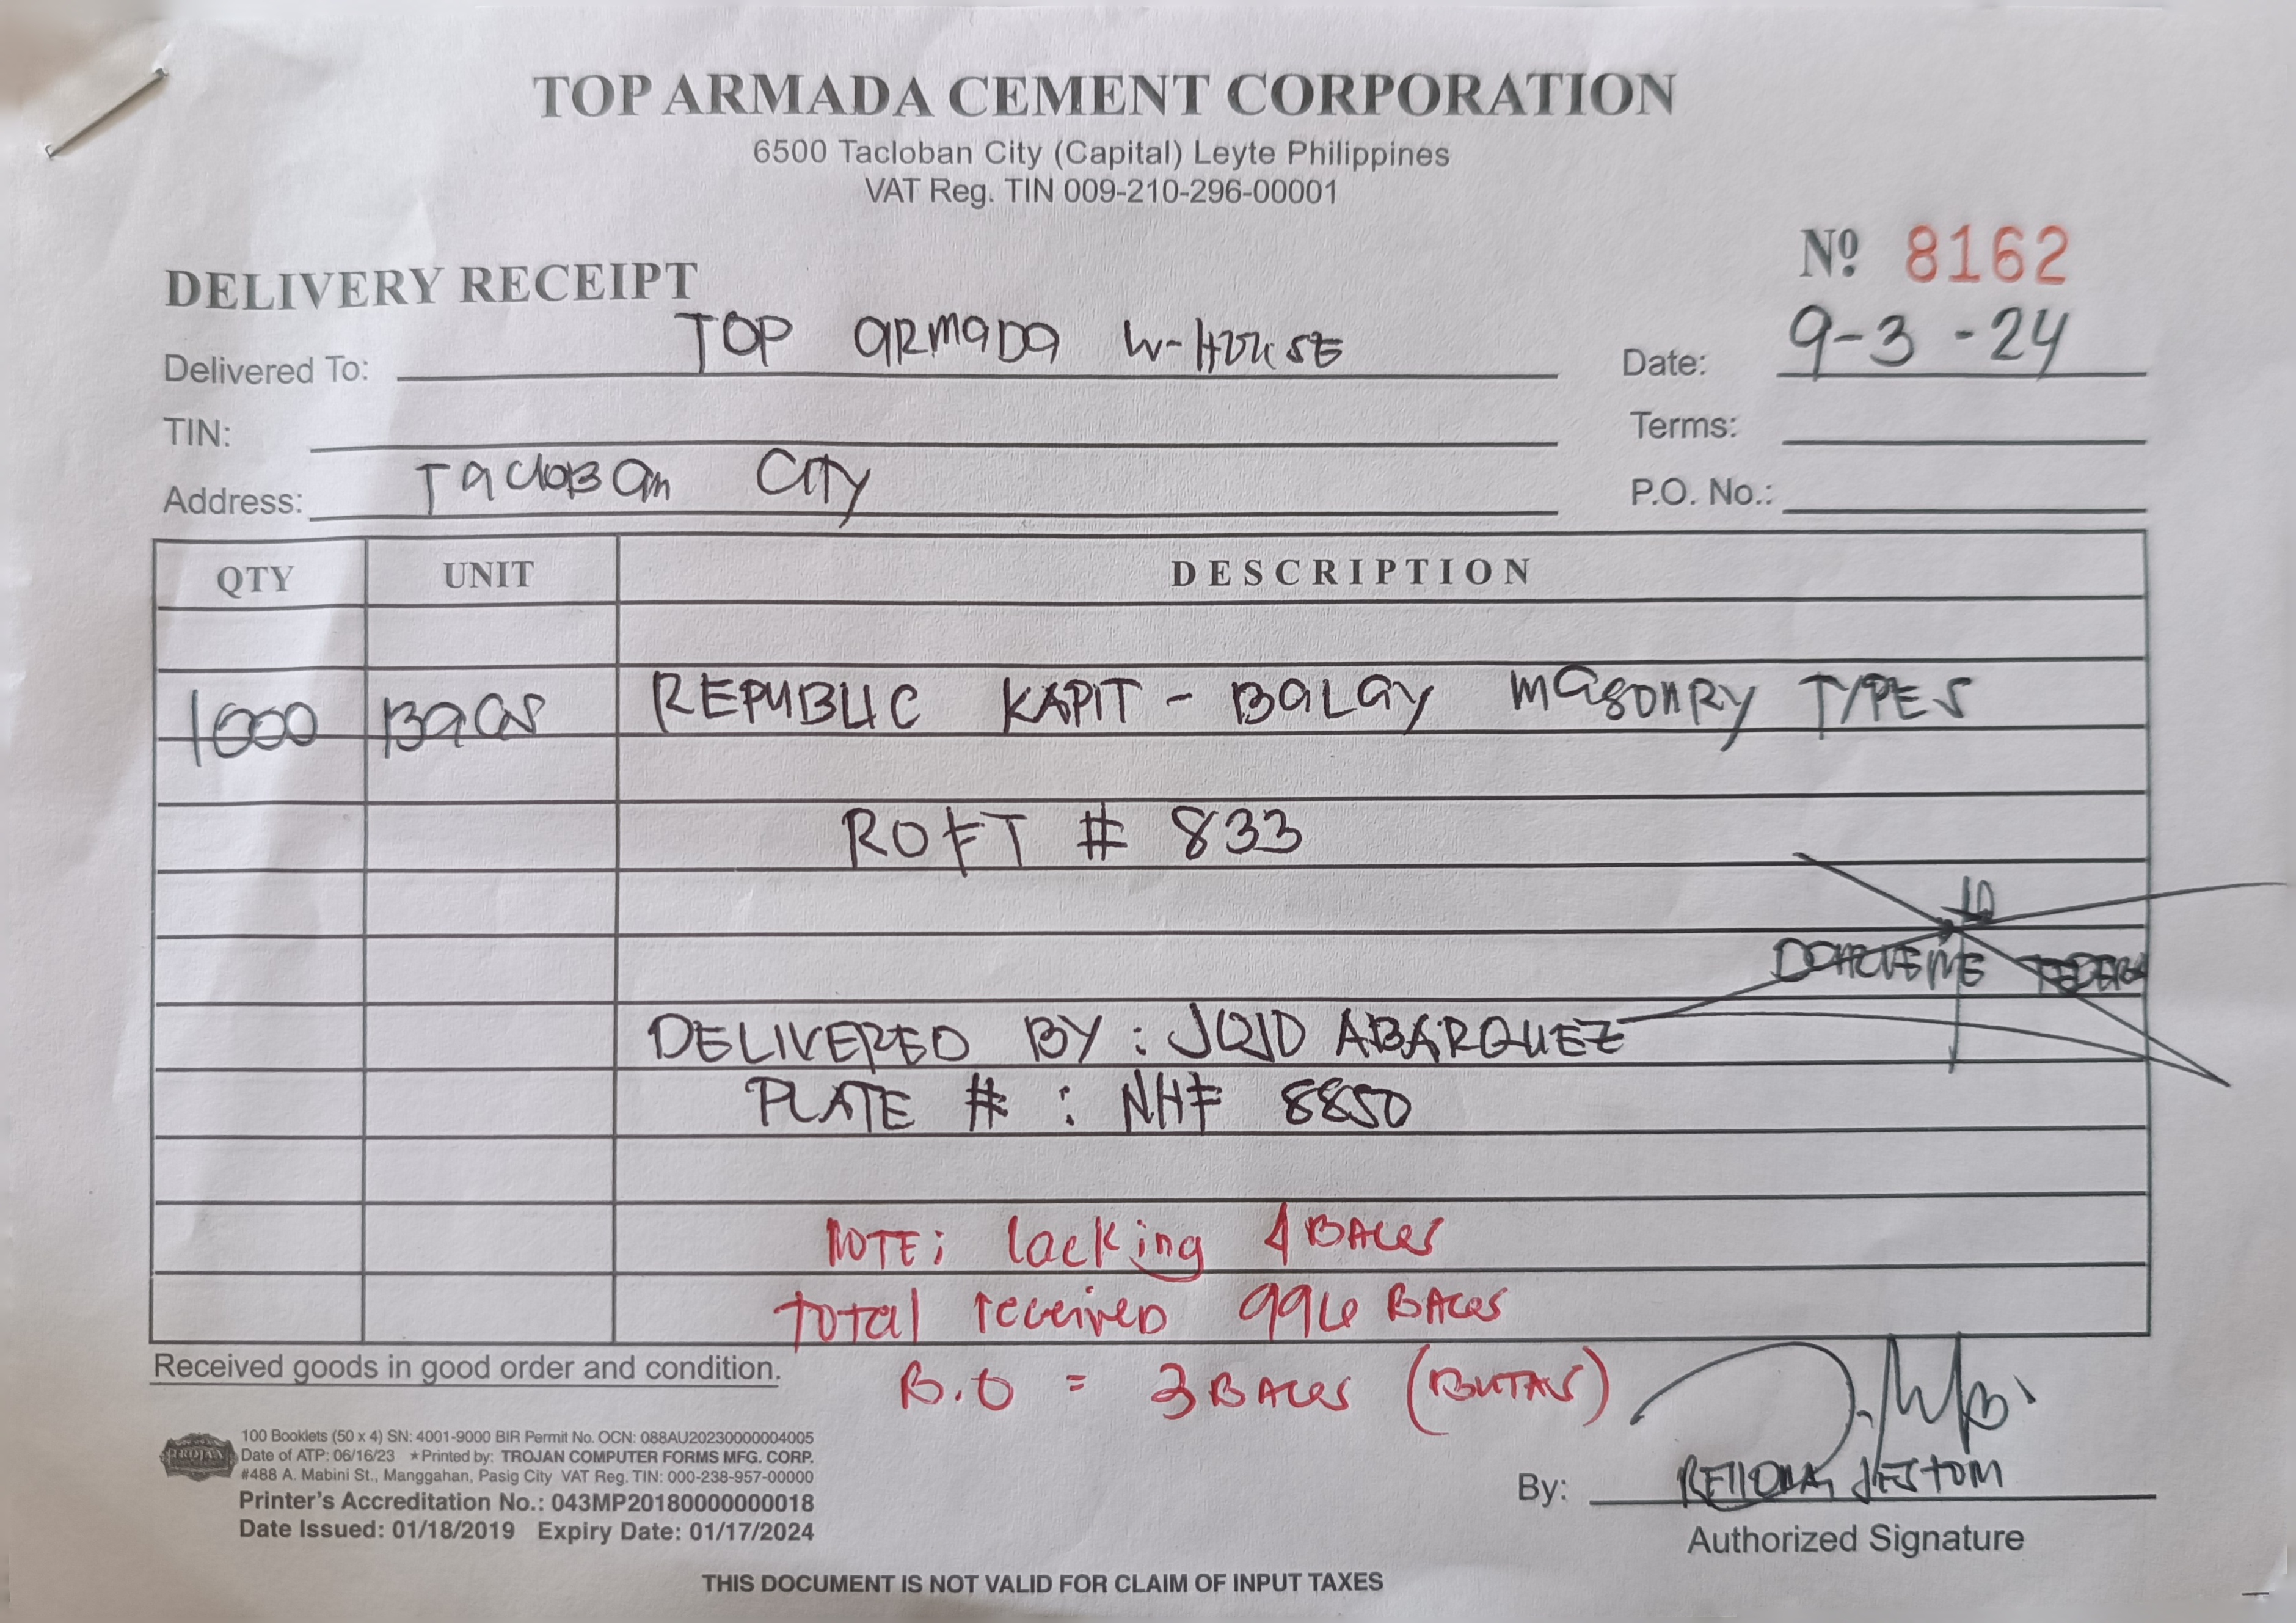 TOP ARMADA CEMENT CORPORATION
6500 Tacloban City (Capital) Leyte Philippines
VAT Reg. TIN 009-210-296-00001
Nº 8162
DELIVERY RECEIPT
Delivered To: TOP ARMADA W-HOUSE
Date: 9-3-24
TIN:
Terms:
Address: TACLOBAN CITY
P.O. No.:
QTY UNIT DESCRIPTION
1000 BAGS REPUBLIC KAPIT - BALAY MASONRY TYPES
ROFT # 833
DELIVERED BY : JOJO ABARQUEZ
PLATE # : NHF 8850
NOTE; lacking 4 BAGS
total received 996 BAGS
Received goods in good order and condition.
B.O = 3 BAGS (BUTAS)
100 Booklets (50 x 4) SN: 4001-9000 BIR Permit No. OCN: 088AU20230000004005
Date of ATP: 06/16/23 ★Printed by: TROJAN COMPUTER FORMS MFG. CORP.
TROJAN
#488 A. Mabini St., Manggahan, Pasig City VAT Reg. TIN: 000-238-957-00000
Printer's Accreditation No.: 043MP20180000000018
Date Issued: 01/18/2019 Expiry Date: 01/17/2024
By:
Authorized Signature
THIS DOCUMENT IS NOT VALID FOR CLAIM OF INPUT TAXES